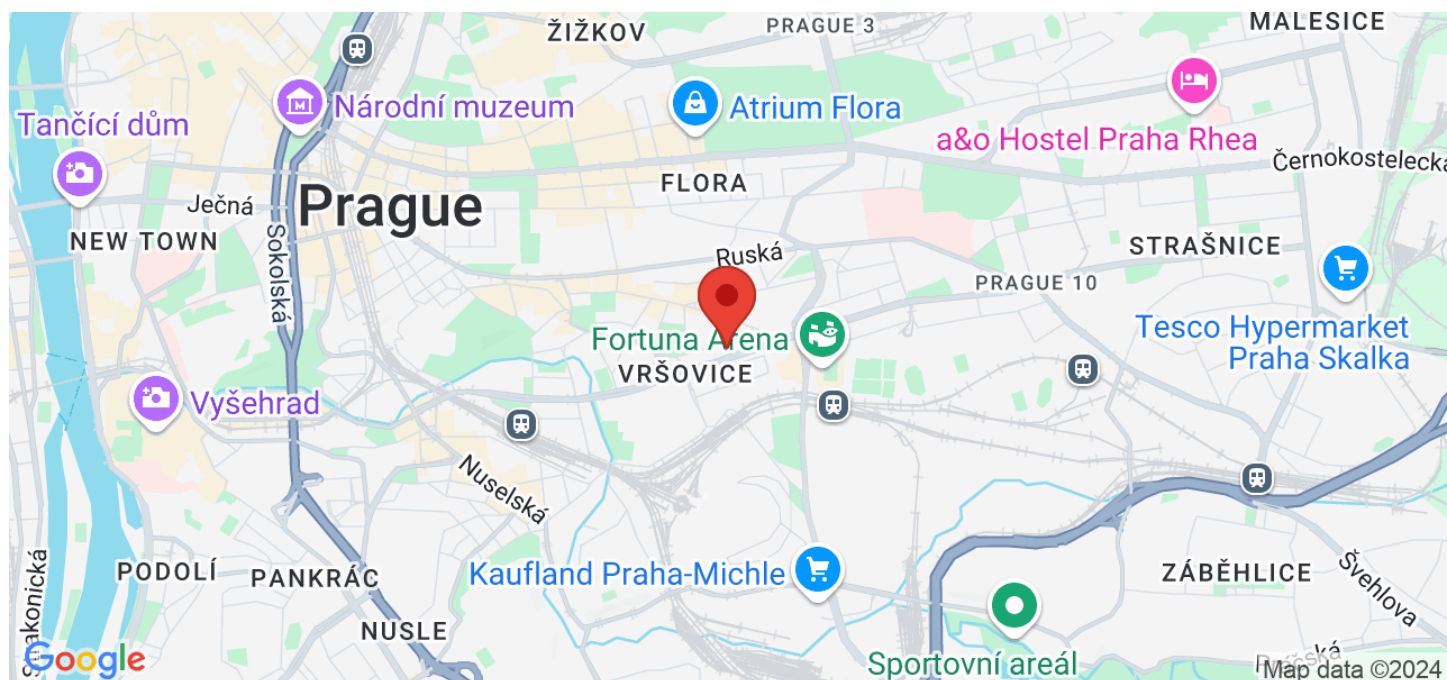 ŽIŽKOV
PRAGUE 3
MALEŠICE
Národní muzeum
Atrium Flora
Tančící dům
a&o Hostel Praha Rhea
Černokostelecká
FLORA
Ječná
Prague
NEW TOWN
Sokolská
Ruská
STRAŠNICE
PRAGUE 10
Fortuna Arena
Tesco Hypermarket
Praha Skalka
VRŠOVICE
Vyšehrad
Nuselská
PODOLÍ
PANKRÁC
Kaufland Praha-Michle
ZÁBĚHLICE
Švehlova
NUSLE
Google
Sportovní areál
Map data ©2024